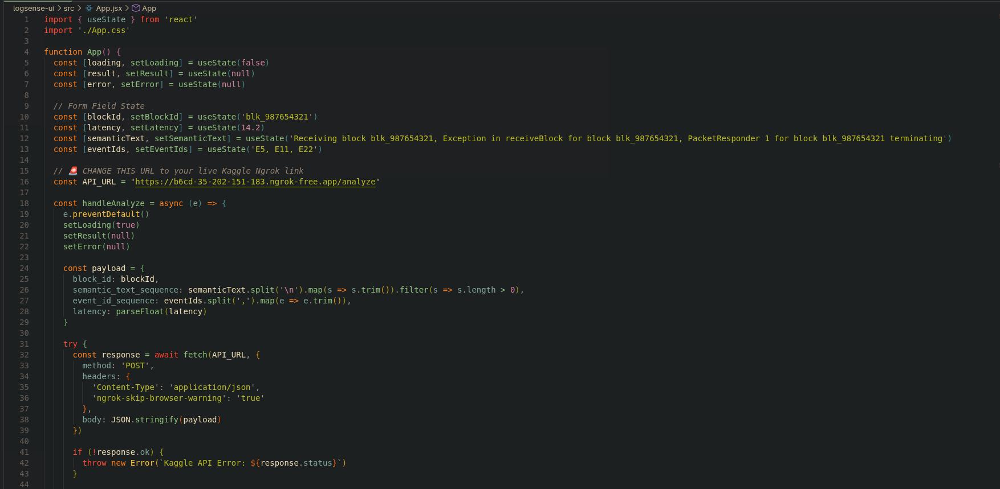 logsense-ui > src > App.jsx > App
1 import { useState } from 'react'
2 import './App.css'
3
4 function App() {
5   const [loading, setLoading] = useState(false)
6   const [result, setResult] = useState(null)
7   const [error, setError] = useState(null)
8
9   // Form Field State
10   const [blockId, setBlockId] = useState('blk_987654321')
11   const [latency, setLatency] = useState(14.2)
12   const [semanticText, setSemanticText] = useState('Receiving block blk_987654321, Exception in receiveBlock for block blk_987654321, PacketResponder 1 for block blk_987654321 terminating')
13   const [eventIds, setEventIds] = useState('E5, E11, E22')
14
15   // 🚨 CHANGE THIS URL to your live Kaggle Ngrok link
16   const API_URL = "https://b6cd-35-202-151-183.ngrok-free.app/analyze"
17
18   const handleAnalyze = async (e) => {
19     e.preventDefault()
20     setLoading(true)
21     setResult(null)
22     setError(null)
23
24     const payload = {
25       block_id: blockId,
26       semantic_text_sequence: semanticText.split('\n').map(s => s.trim()).filter(s => s.length > 0),
27       event_id_sequence: eventIds.split(',').map(e => e.trim()),
28       latency: parseFloat(latency)
29     }
30
31     try {
32       const response = await fetch(API_URL, {
33         method: 'POST',
34         headers: {
35           'Content-Type': 'application/json',
36           'ngrok-skip-browser-warning': 'true'
37         },
38         body: JSON.stringify(payload)
39       })
40
41       if (!response.ok) {
42         throw new Error(`Kaggle API Error: ${response.status}`)
43       }
44